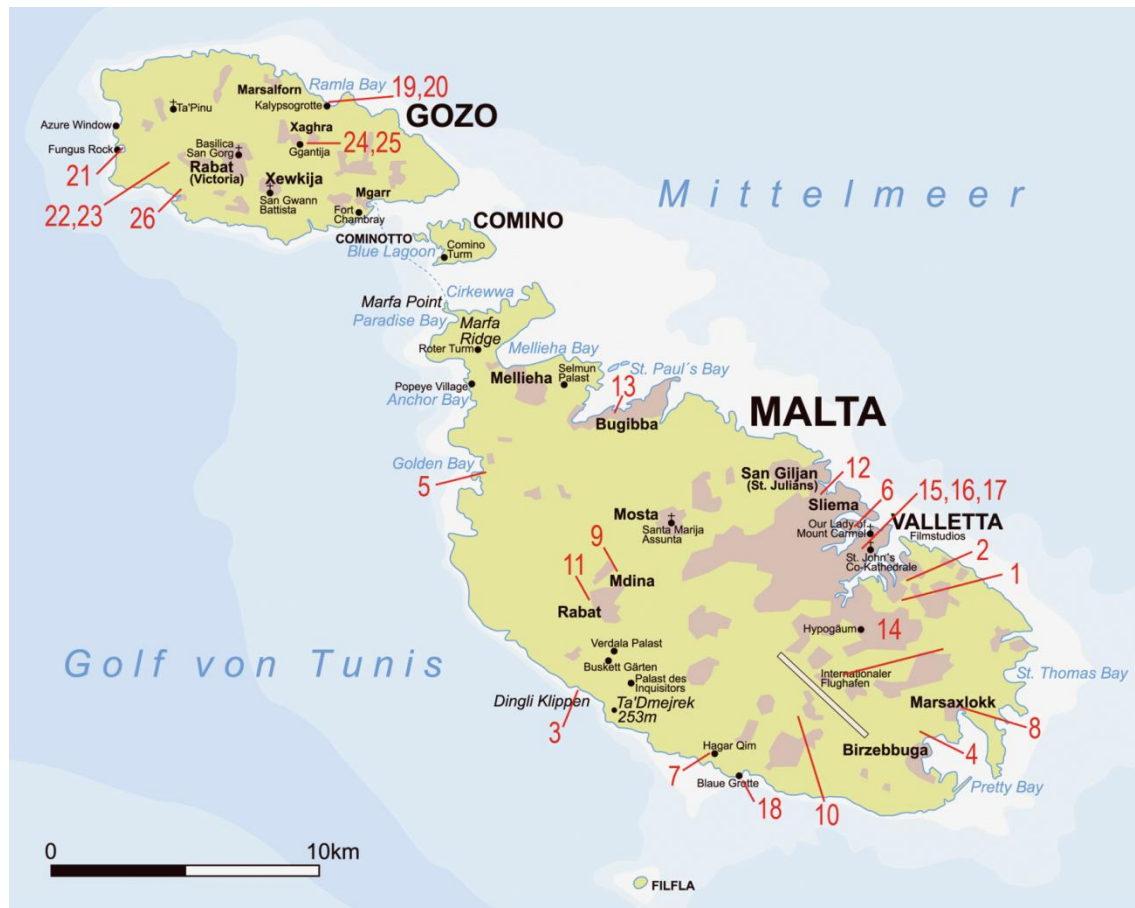 Marsalforn
Ramla Bay
19,20
Ta'Pinu
Kalypsogrotte
GOZO
Azure Window
Xaghra
24,25
Basilica
San Gorg
Ggantija
Fungus Rock
21
Rabat
(Victoria)
Xewkija
22,23
26
San Gwann
Battista
Mgarr
Fort
Chambray
COMINO
COMINOTTO
Blue Lagoon
Comino
Turm
Mittelmeer
Cirkewwa
Marfa Point
Paradise Bay
Marfa
Ridge
Roter Turm
Mellieha Bay
St. Paul´s Bay
Mellieha
Selmun
Palast
Popeye Village
Anchor Bay
13
Bugibba
MALTA
Golden Bay
5
San Giljan
(St. Julians)
12
Sliema
6
15,16,17
Mosta
Santa Marija
Assunta
Our Lady of
Mount Carmel
VALLETTA
Filmstudios
St. John´s
Co-Kathedrale
2
1
9
Mdina
11
Rabat
Hypogäum
14
Golf von Tunis
Verdala Palast
Buskett Gärten
Palast des
Inquisitors
Internationaler
Flughafen
St. Thomas Bay
Dingli Klippen
Ta'Dmejrek
253m
3
Marsaxlokk
8
Hagar Qim
7
Birzebbuga
4
Blaue Grotte
18
10
Pretty Bay
0
10km
FILFLA